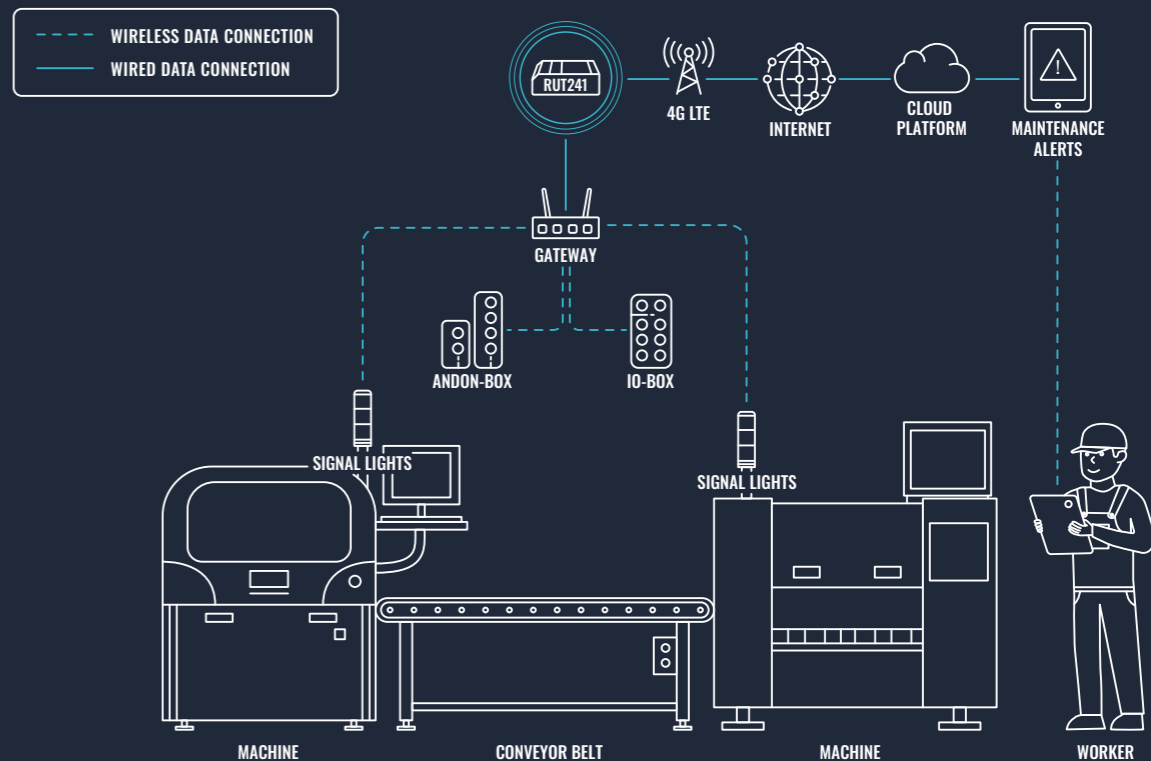 WIRELESS DATA CONNECTION
WIRED DATA CONNECTION
RUT241
4G LTE
INTERNET
CLOUD
PLATFORM
MAINTENANCE
ALERTS
GATEWAY
ANDON-BOX
IO-BOX
SIGNAL LIGHTS
SIGNAL LIGHTS
MACHINE
CONVEYOR BELT
MACHINE
WORKER